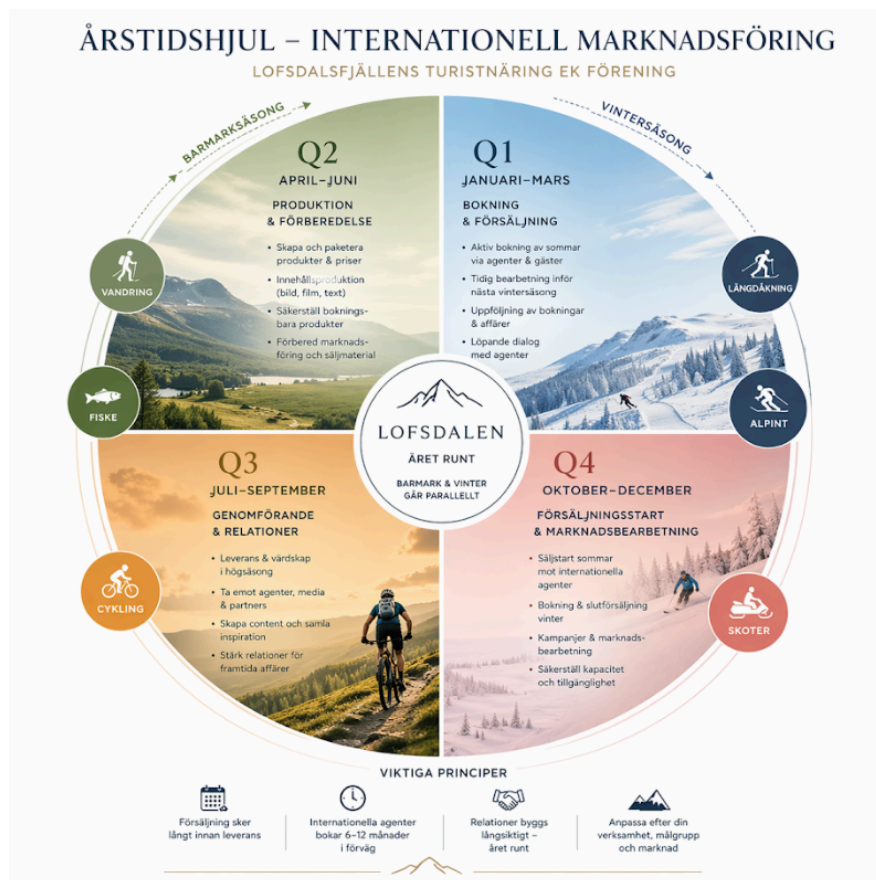 ÅRSTIDSHJUL – INTERNATIONELL MARKNADSFÖRING
LOFSDALSFJÄLLENS TURISTNÄRING EK FÖRENING
BARMARKSÄSONG
VINTERSÄSONG
Q2
APRIL–JUNI
PRODUKTION
& FÖRBEREDELSE
• Skapa och paketera
produkter & priser
• Innehållsproduktion
(bild, film, text)
• Säkerställ boknings-
bara produkter
• Förbered marknads-
föring och säljmaterial
Q1
JANUARI–MARS
BOKNING
& FÖRSÄLJNING
• Aktiv bokning av sommar
via agenter & gäster
• Tidig bearbetning inför
nästa vintersäsong
• Uppföljning av bokningar
& affärer
• Löpande dialog
med agenter
VANDRING
FISKE
CYKLING
LÄNGDÅKNING
ALPINT
SKOTER
LOFSDALEN
ÅRET RUNT
BARMARK & VINTER
GÅR PARALLELLT
Q3
JULI–SEPTEMBER
GENOMFÖRANDE
& RELATIONER
• Leverans & värdskap
i högsäsong
• Ta emot agenter, media
& partners
• Skapa content och samla
inspiration
• Stärk relationer för
framtida affärer
Q4
OKTOBER–DECEMBER
FÖRSÄLJNINGSSTART
& MARKNADSBEARBETNING
• Säljstart sommar
mot internationella
agenter
• Bokning & slutförsäljning
vinter
• Kampanjer & marknads-
bearbetning
• Säkerställ kapacitet
och tillgänglighet
VIKTIGA PRINCIPER
Försäljning sker
långt innan leverans
Internationella agenter
bokar 6–12 månader
i förväg
Relationer byggs
långsiktigt –
året runt
Anpassa efter din
verksamhet, målgrupp
och marknad